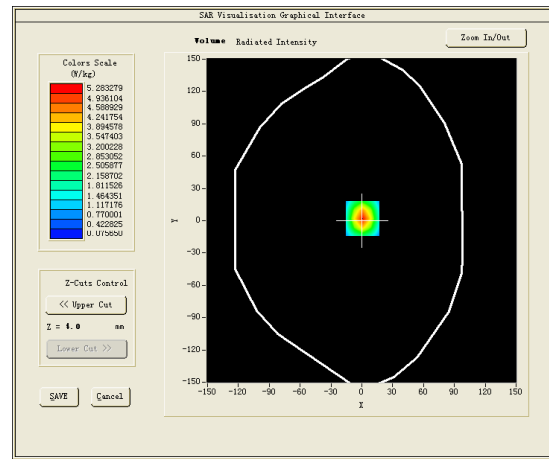 SAR Visualisation Graphical Interface
Volume Radiated Intensity
Zoom In/Out
Colors Scale
(W/kg)
5.283279
4.936104
4.588929
4.241754
3.894578
3.547403
3.200228
2.853052
2.505877
2.158702
1.811526
1.464351
1.117176
0.770001
0.422825
0.075650
150
120
90
60
30
0
-30
-60
-90
-120
-150
Y
-150 -120 -90 -60 -30 0 30 60 90 120 150
X
Z-Cuts Control
<< Upper Cut
Z = 4.0 mm
Lower Cut >>
SAVE Cancel